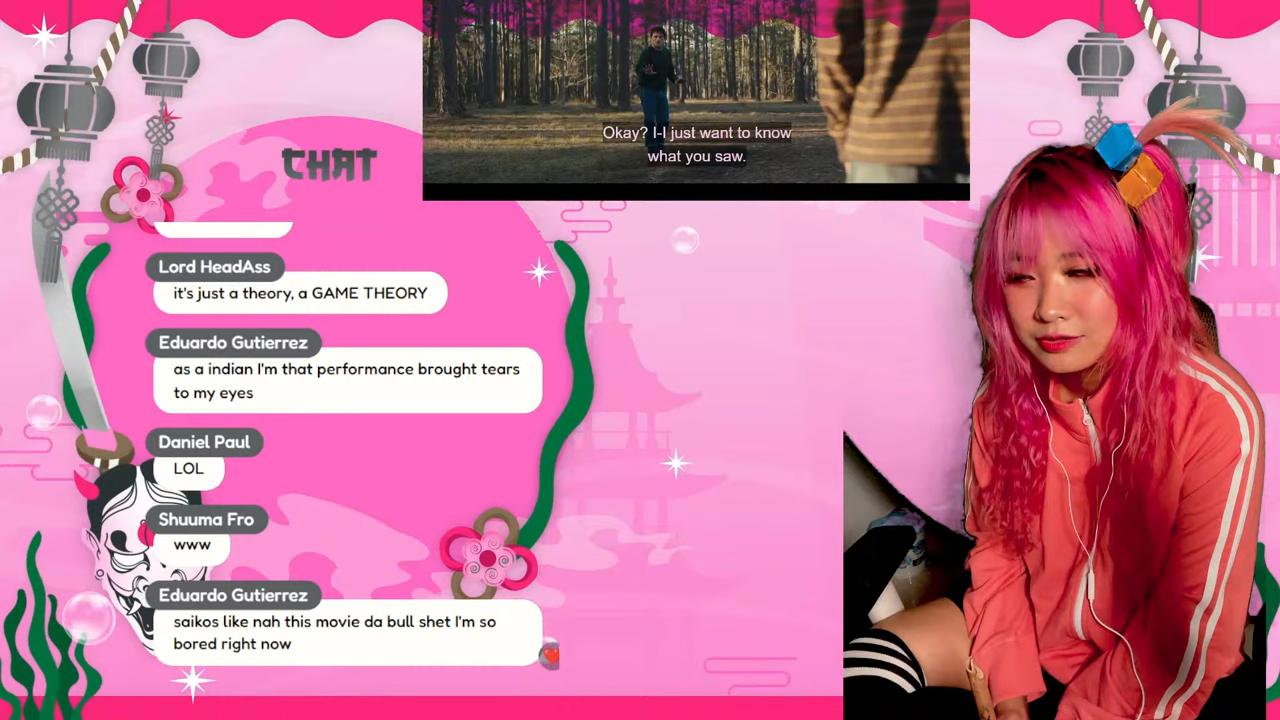 Okay? I-I just want to know
what you saw.
CHAT
Lord HeadAss
it's just a theory, a GAME THEORY
Eduardo Gutierrez
as a indian I'm that performance brought tears
to my eyes
Daniel Paul
LOL
Shuuma Fro
www
Eduardo Gutierrez
saikos like nah this movie da bull shet I'm so
bored right now